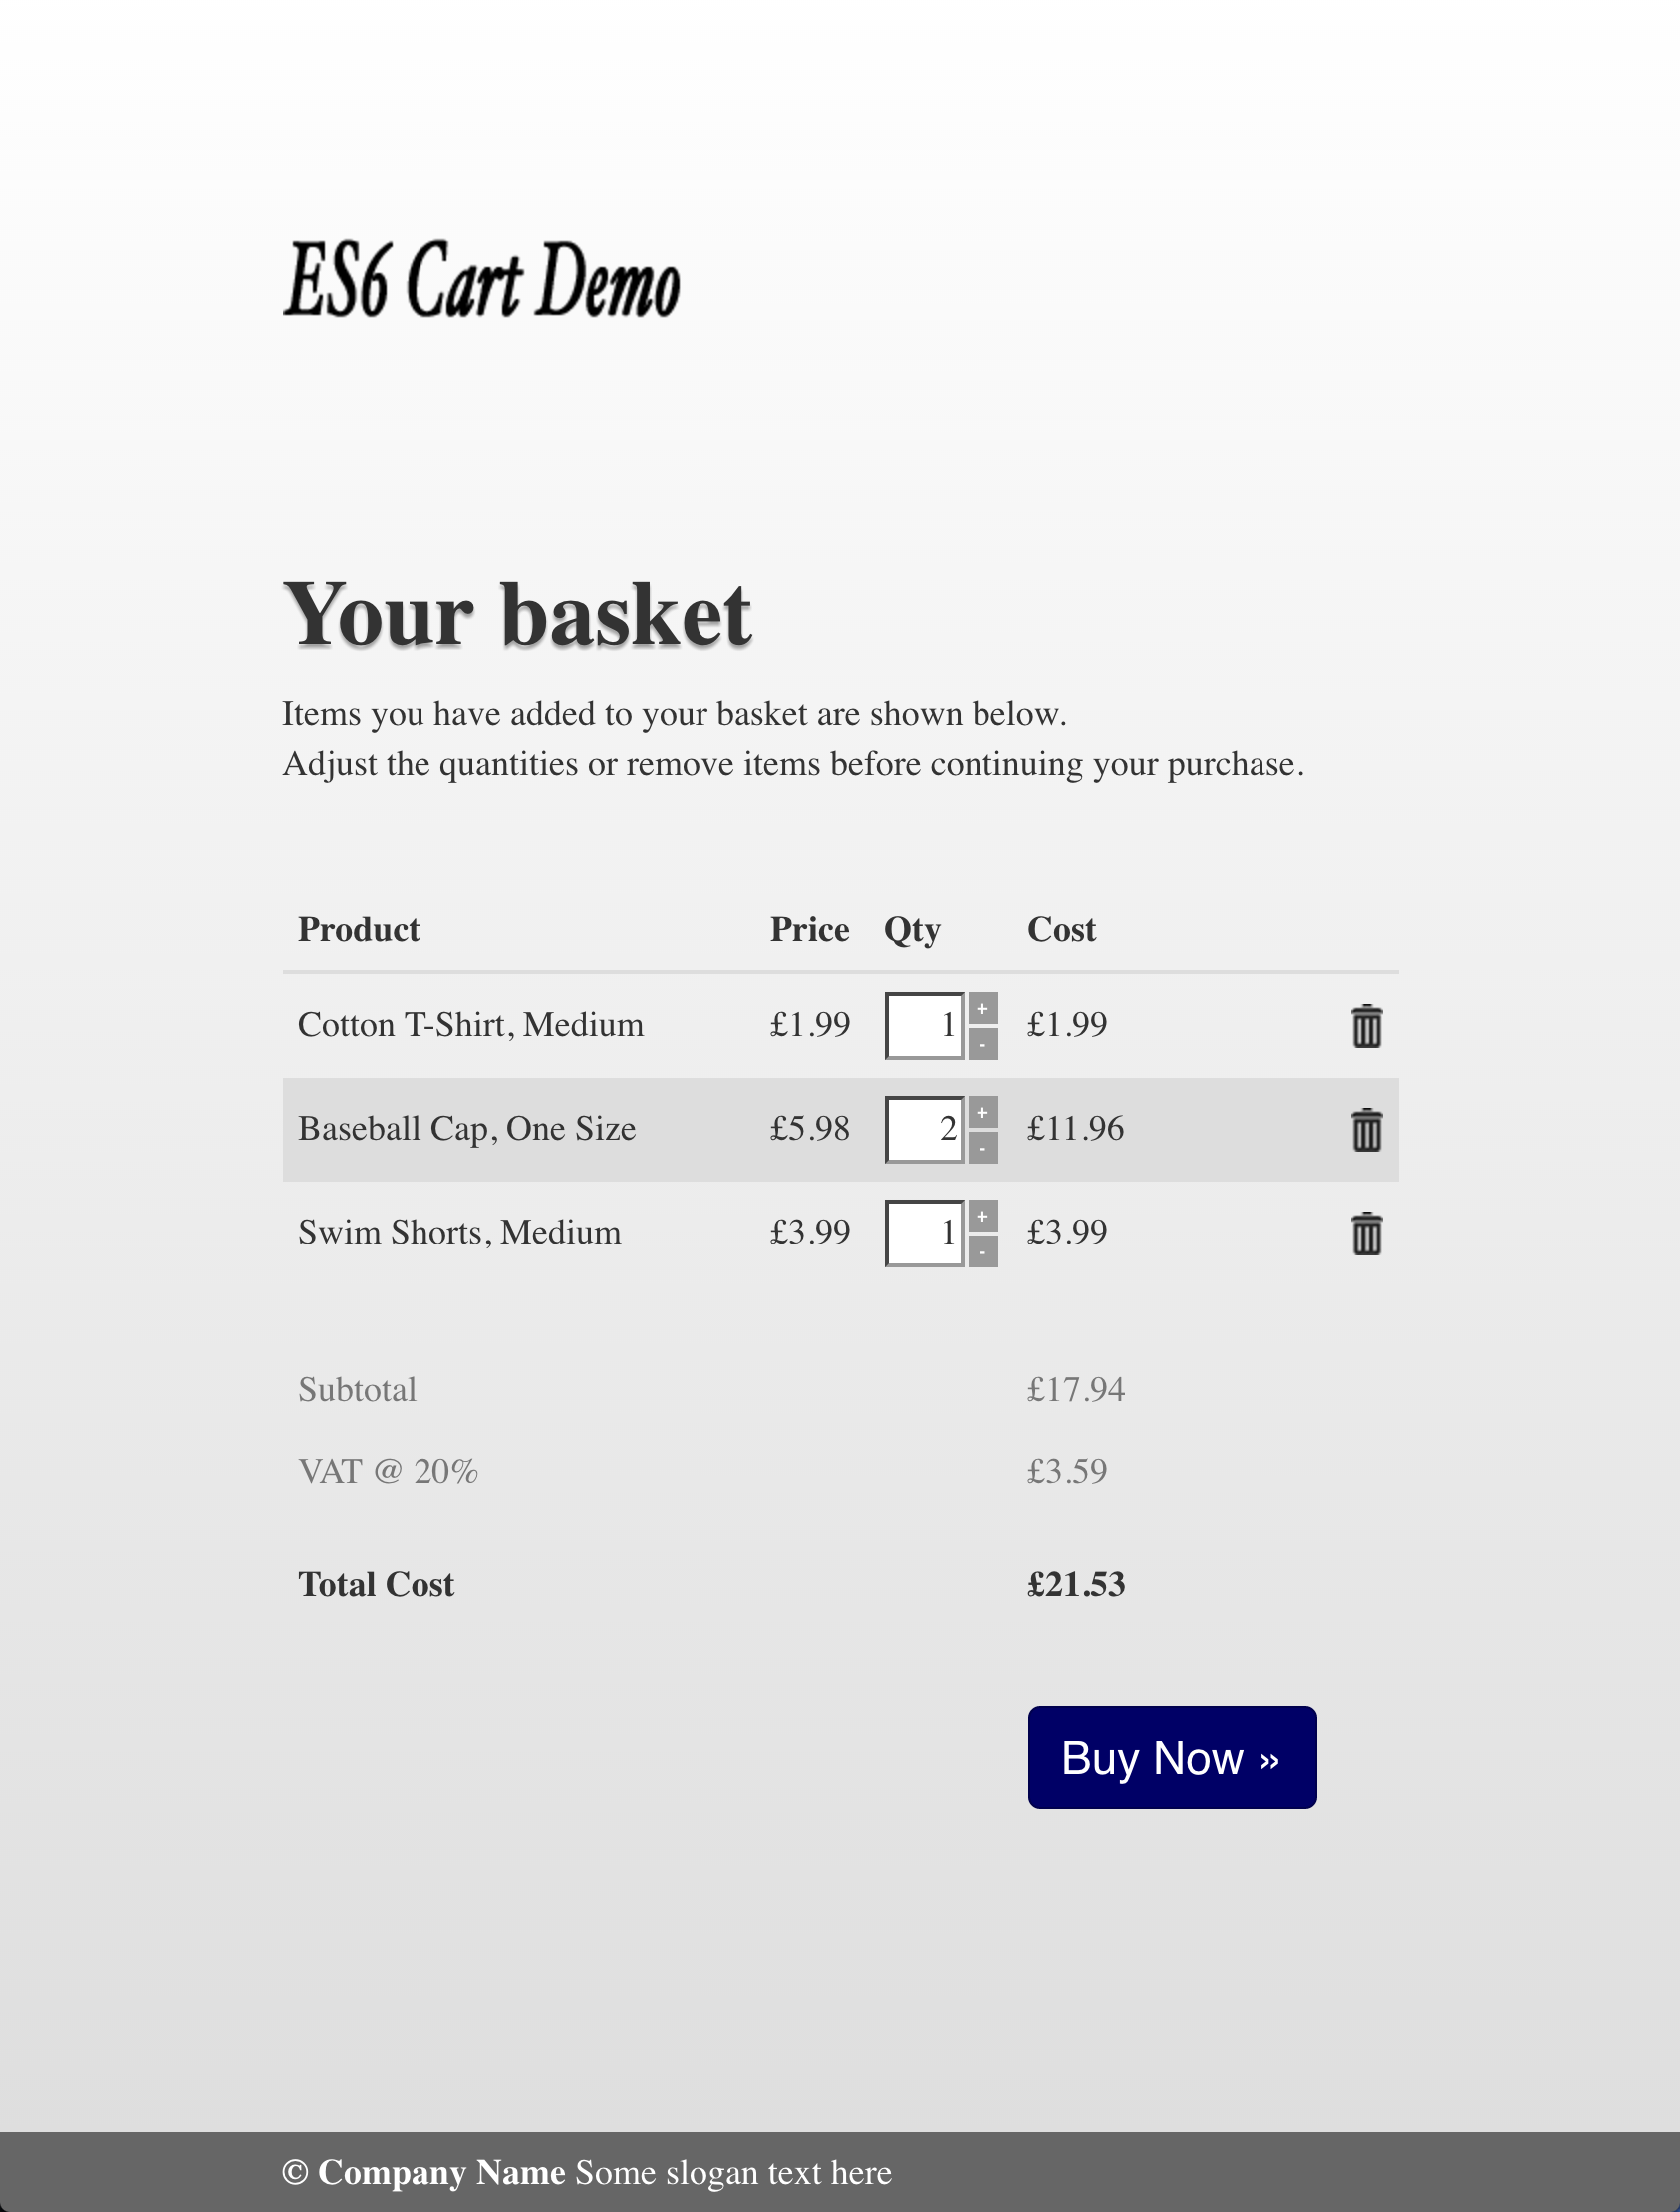 ES6 Cart Demo
Your basket
Items you have added to your basket are shown below.
Adjust the quantities or remove items before continuing your purchase.
Product Price Qty Cost
Cotton T-Shirt, Medium £1.99 1 + - £1.99
Baseball Cap, One Size £5.98 2 + - £11.96
Swim Shorts, Medium £3.99 1 + - £3.99
Subtotal £17.94
VAT @ 20% £3.59
Total Cost £21.53
Buy Now »
© Company Name Some slogan text here